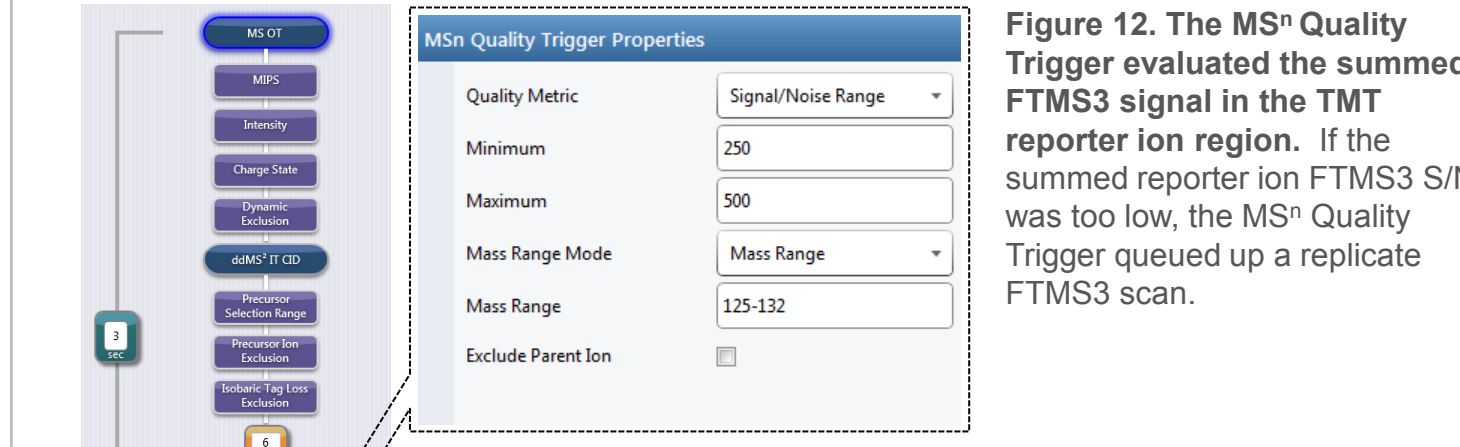 MS OT
MIPS
Intensity
Charge State
Dynamic
Exclusion
ddMS² IT CID
Precursor
Selection Range
Precursor Ion
Exclusion
Isobaric Tag Loss
Exclusion
6
3
sec
MSn Quality Trigger Properties
Quality Metric Signal/Noise Range
Minimum 250
Maximum 500
Mass Range Mode Mass Range
Mass Range 125-132
Exclude Parent Ion
Figure 12. The MSⁿ Quality
Trigger evaluated the summed
FTMS3 signal in the TMT
reporter ion region. If the
summed reporter ion FTMS3
was too low, the MSⁿ Quality
Trigger queued up a replicate
FTMS3 scan.